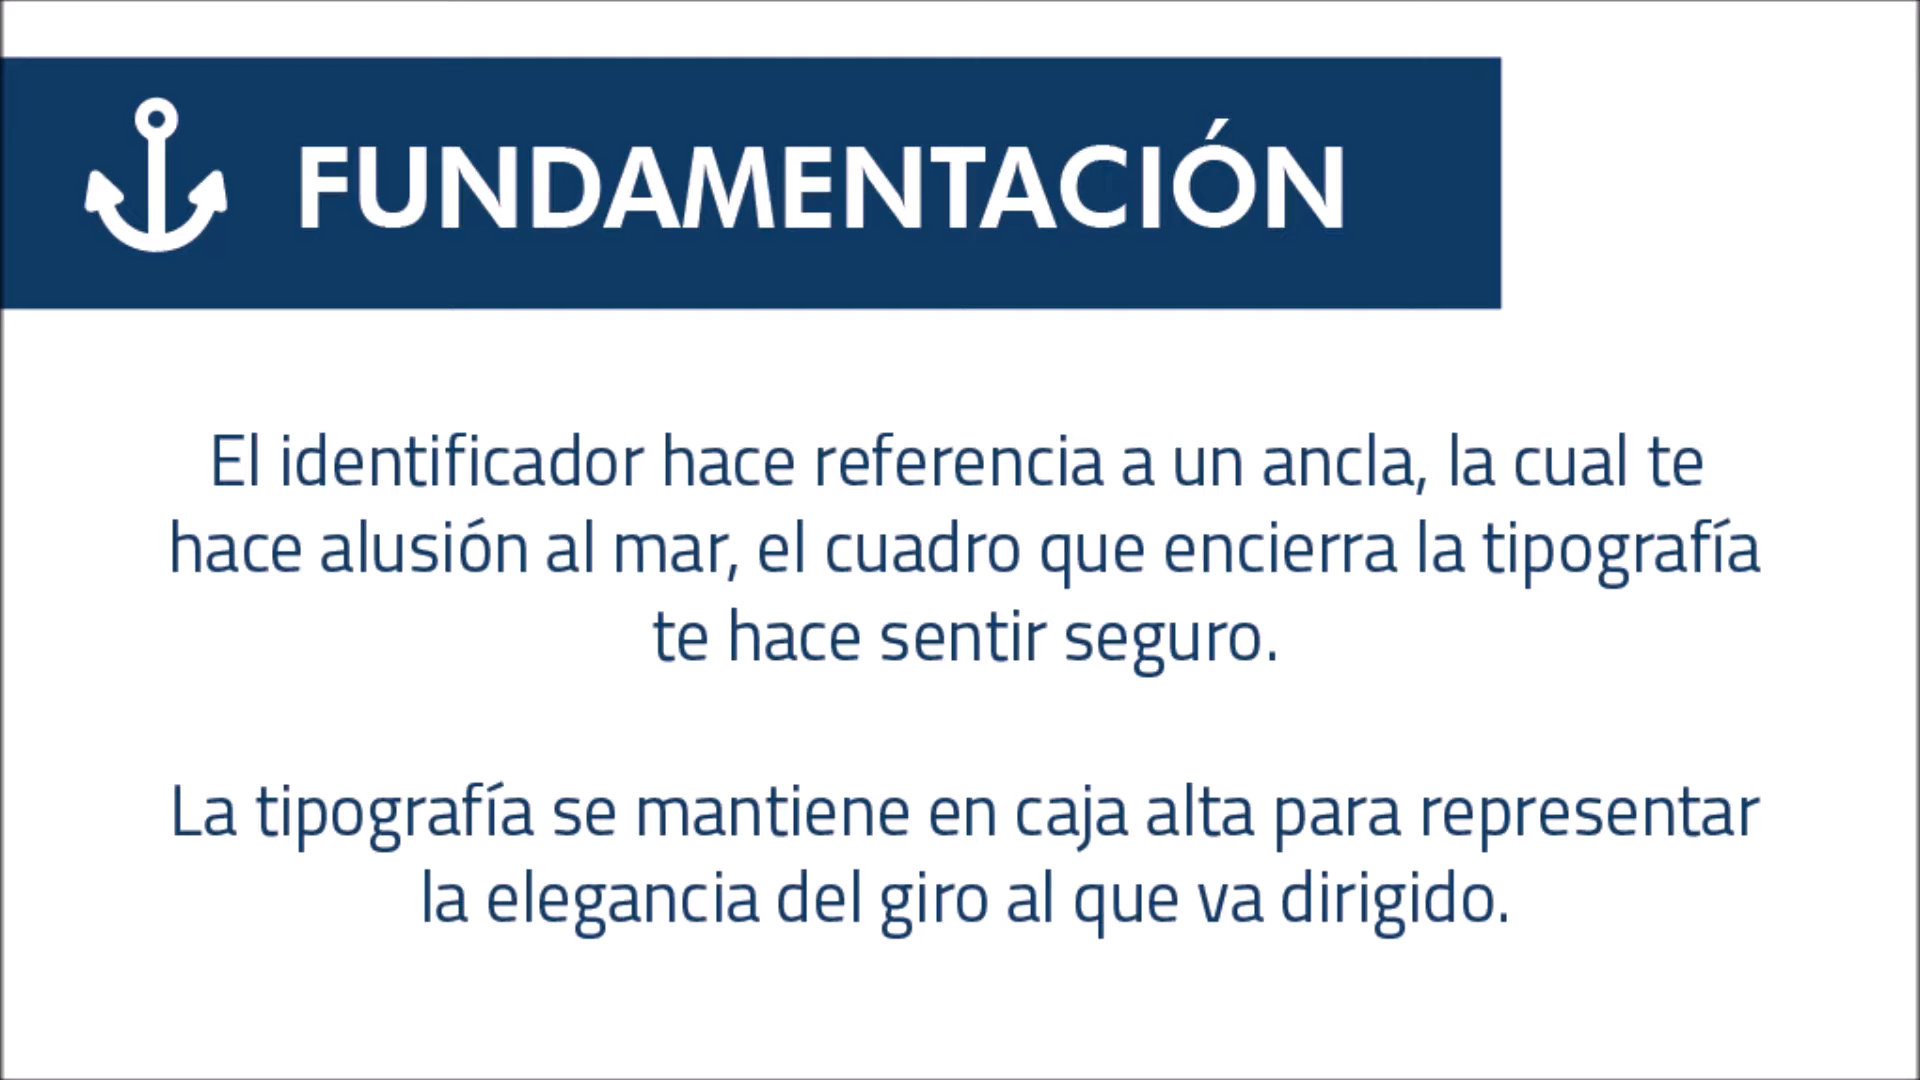 FUNDAMENTACIÓN
El identificador hace referencia a un ancla, la cual te
hace alusión al mar, el cuadro que encierra la tipografía
te hace sentir seguro.
La tipografía se mantiene en caja alta para representar
la elegancia del giro al que va dirigido.